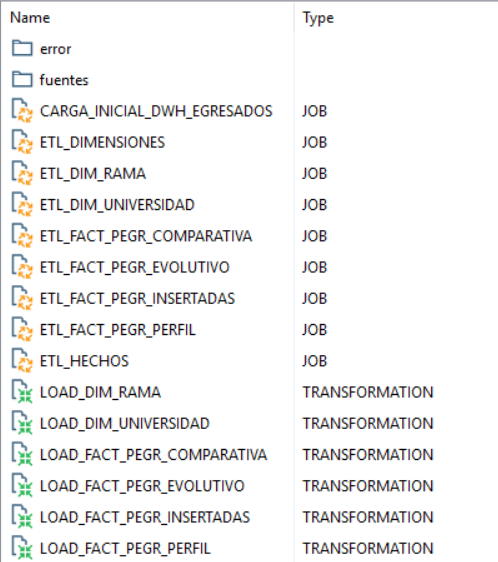 Name Type
error
fuentes
CARGA_INICIAL_DWH_EGRESADOS JOB
ETL_DIMENSIONES JOB
ETL_DIM_RAMA JOB
ETL_DIM_UNIVERSIDAD JOB
ETL_FACT_PEGR_COMPARATIVA JOB
ETL_FACT_PEGR_EVOLUTIVO JOB
ETL_FACT_PEGR_INSERTADAS JOB
ETL_FACT_PEGR_PERFIL JOB
ETL_HECHOS JOB
LOAD_DIM_RAMA TRANSFORMATION
LOAD_DIM_UNIVERSIDAD TRANSFORMATION
LOAD_FACT_PEGR_COMPARATIVA TRANSFORMATION
LOAD_FACT_PEGR_EVOLUTIVO TRANSFORMATION
LOAD_FACT_PEGR_INSERTADAS TRANSFORMATION
LOAD_FACT_PEGR_PERFIL TRANSFORMATION